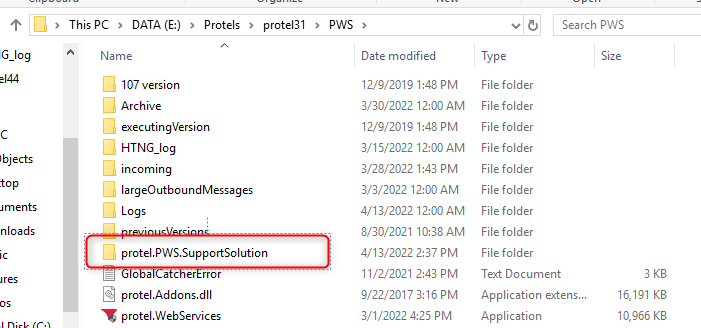 Clipboard Organize New
This PC > DATA (E:) > Protels > protel31 > PWS > Search PWS
Name Date modified Type Size
107 version 12/9/2019 1:48 PM File folder
Archive 3/30/2022 12:00 AM File folder
executingVersion 12/9/2019 1:48 PM File folder
HTNG_log 3/15/2022 12:00 AM File folder
incoming 3/28/2022 1:43 PM File folder
largeOutboundMessages 3/3/2022 12:00 AM File folder
Logs 4/13/2022 12:00 AM File folder
previousVersions 8/30/2021 10:38 AM File folder
protel.PWS.SupportSolution 4/13/2022 2:37 PM File folder
GlobalCatcherError 11/2/2021 2:43 PM Text Document 3 KB
protel.Addons.dll 9/22/2017 3:16 PM Application extens... 16,191 KB
protel.WebServices 3/1/2022 4:25 PM Application 10,966 KB
NG_log
tel44
C
Objects
ktop
uments
wnloads
ic
ures
os
al Disk (C:)